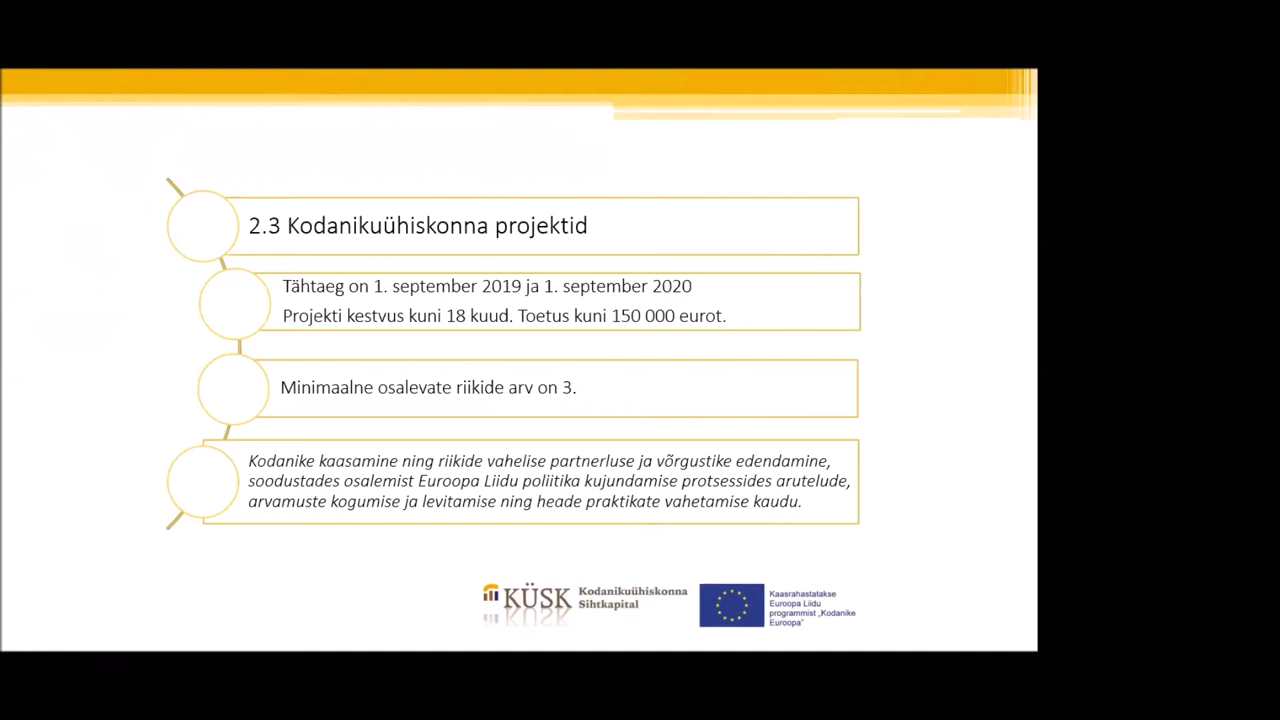 2.3 Kodanikuühiskonna projektid
Tähtaeg on 1. september 2019 ja 1. september 2020
Projekti kestvus kuni 18 kuud. Toetus kuni 150 000 eurot.
Minimaalne osalevate riikide arv on 3.
Kodanike kaasamine ning riikide vahelise partnerluse ja võrgustike edendamine,
soodustades osalemist Euroopa Liidu poliitika kujundamise protsessides arutelude,
arvamuste kogumise ja levitamise ning heade praktikate vahetamise kaudu.
KÜSK
Kodanikuühiskonna
Sihtkapital
Kaasrahastatakse
Euroopa Liidu
programmist „Kodanike
Euroopa"